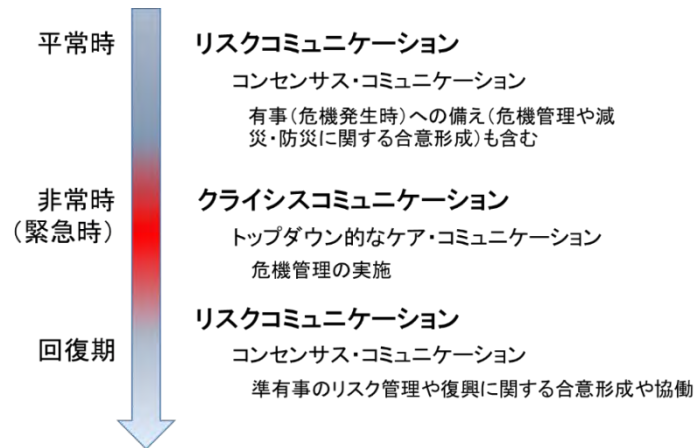 平常時
リスクコミュニケーション
コンセンサス・コミュニケーション
有事(危機発生時)への備え(危機管理や減
災・防災に関する合意形成)も含む
非常時
(緊急時)
クライシスコミュニケーション
トップダウン的なケア・コミュニケーション
危機管理の実施
回復期
リスクコミュニケーション
コンセンサス・コミュニケーション
準有事のリスク管理や復興に関する合意形成や協働